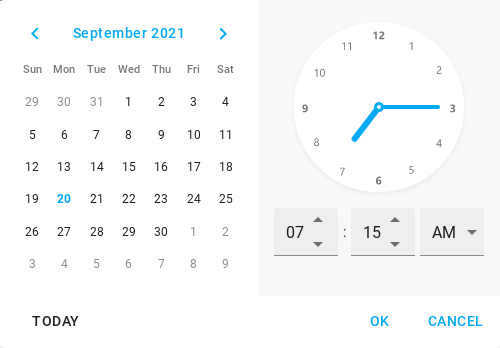 September 2021
Sun Mon Tue Wed Thu Fri Sat
29 30 31 1 2 3 4
5 6 7 8 9 10 11
12 13 14 15 16 17 18
19 20 21 22 23 24 25
26 27 28 29 30 1 2
3 4 5 6 7 8 9
12
11 1
10 2
9 3
8 4
7 5
6
07 : 15 AM
TODAY OK CANCEL